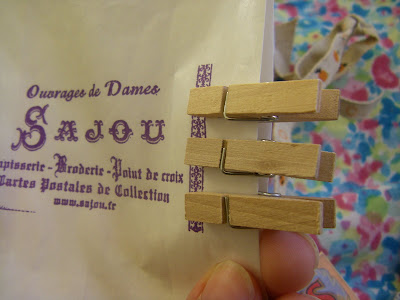 Ouvrages de Dames
SAJOU
apisserie - Broderie - Point de croix
Cartes Postales de Collection
www.sajou.fr